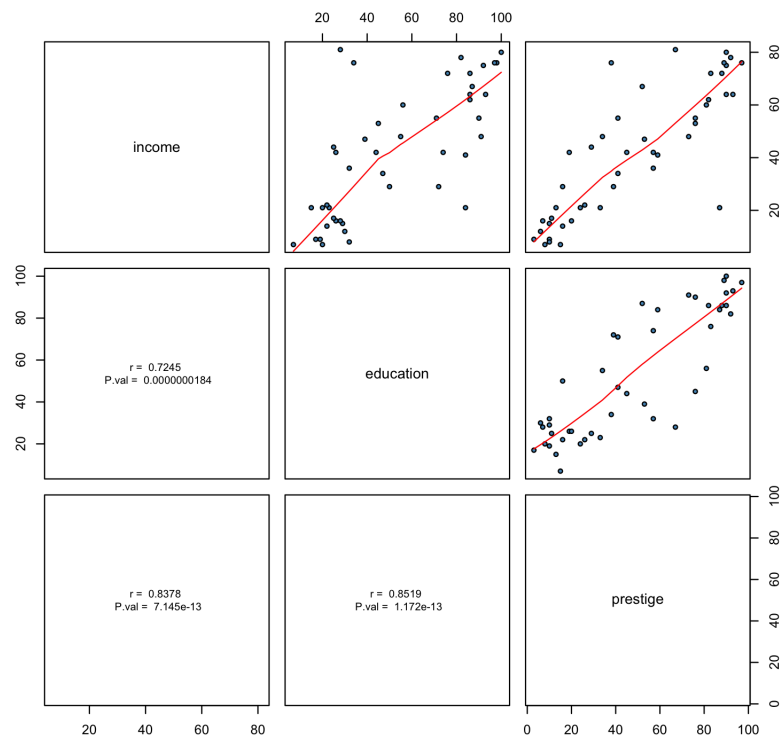 20 40 60 80 100
income
20 40 60 80
r = 0.7245
P.val = 0.0000000184
education
20 40 60 80 100
r = 0.8378
P.val = 7.145e-13
r = 0.8519
P.val = 1.172e-13
prestige
0 20 40 60 80 100
20 40 60 80
0 20 40 60 80 100